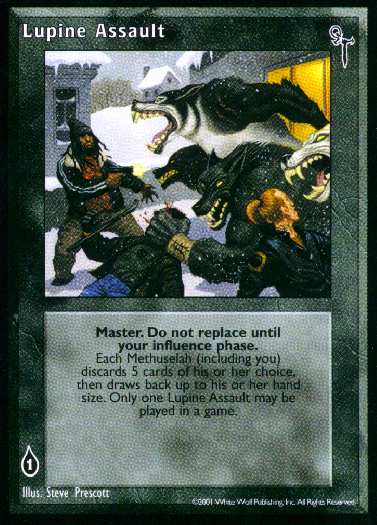 Lupine Assault
Master. Do not replace until
your influence phase.
Each Methuselah (including you)
discards 5 cards of his or her choice,
then draws back up to his or her hand
size. Only one Lupine Assault may be
played in a game.
1
Illus. Steve Prescott
©2001 White Wolf Publishing, Inc. All Rights Reserved.